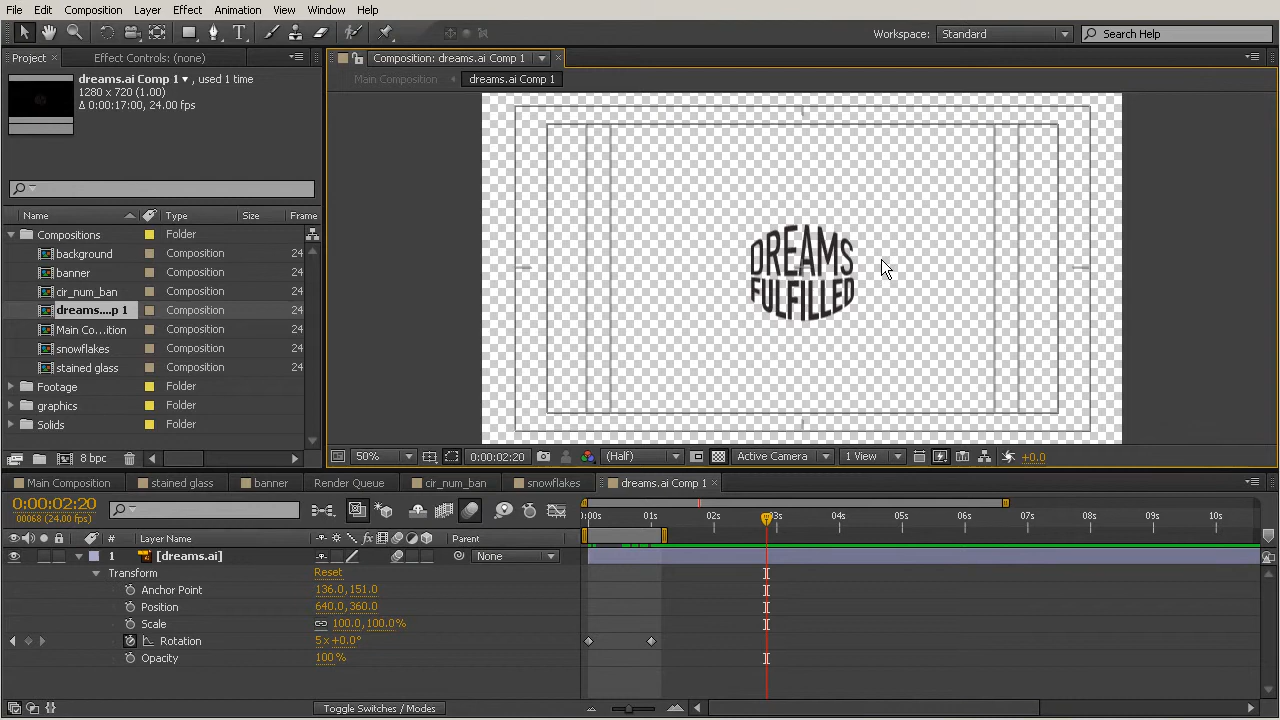 File Edit Composition Layer Effect Animation View Window Help
Workspace: Standard Search Help
Project Effect Controls: (none) Composition: dreams.ai Comp 1
Main Composition dreams.ai Comp 1
dreams.ai Comp 1 , used 1 time
1280 x 720 (1.00)
Δ 0:00:17:00, 24.00 fps
Name Type Size Frame
Compositions Folder
background Composition 24
banner Composition 24
cir_num_ban Composition 24
dreams....p 1 Composition 24
Main Co...ition Composition 24
snowflakes Composition 24
stained glass Composition 24
Footage Folder
graphics Folder
Solids Folder
DREAMS
FULFILLED
8 bpc 50% 0:00:02:20 (Half) Active Camera 1 View +0.0
Main Composition stained glass banner Render Queue cir_num_ban snowflakes dreams.ai Comp 1
0:00:02:20
00068 (24.00 fps)
0:00s 01s 02s 03s 04s 05s 06s 07s 08s 09s 10s
# Layer Name Parent
1 [dreams.ai] None
Transform Reset
Anchor Point 136.0,151.0
Position 640.0,360.0
Scale 100.0,100.0%
Rotation 5x+0.0°
Opacity 100%
Toggle Switches / Modes